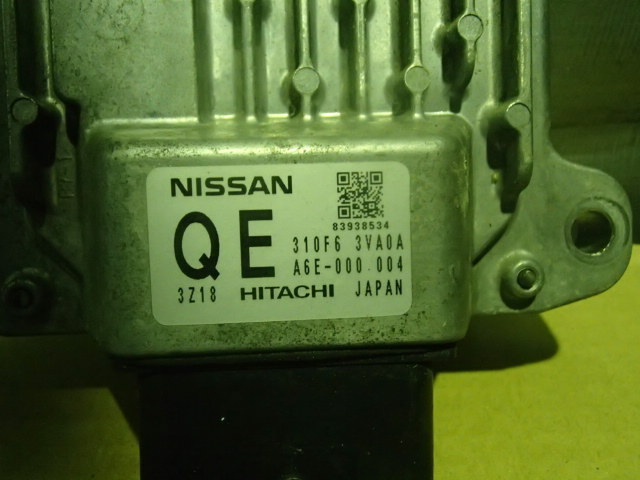 NISSAN
83938534
QE
310F6 3VA0A
A6E-000 004
3Z18 HITACHI JAPAN